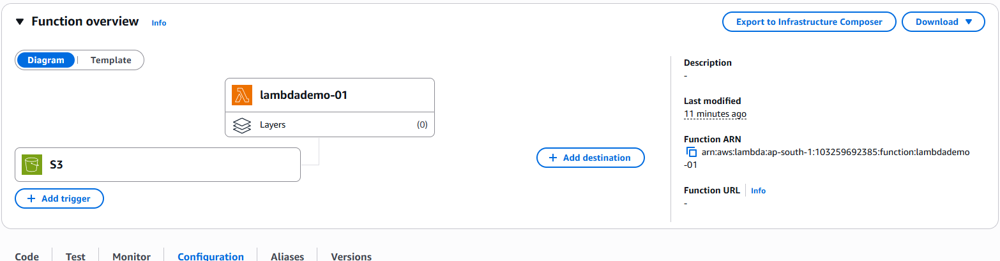 Function overview Info
Export to Infrastructure Composer
Download
Diagram
Template
lambdademo-01
Layers
(0)
S3
Add trigger
Add destination
Description
-
Last modified
11 minutes ago
Function ARN
arn:aws:lambda:ap-south-1:103259692385:function:lambdademo
-01
Function URL Info
-
Code
Test
Monitor
Configuration
Aliases
Versions